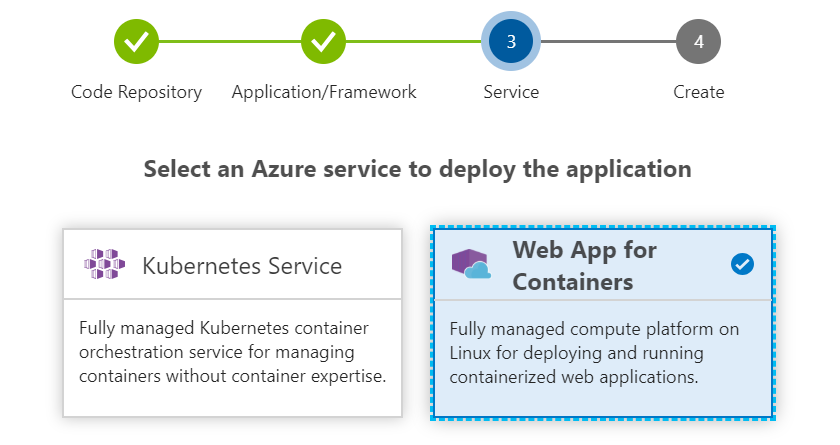 3
4
Code Repository
Application/Framework
Service
Create
Select an Azure service to deploy the application
Kubernetes Service
Fully managed Kubernetes container
orchestration service for managing
containers without container expertise.
Web App for
Containers
Fully managed compute platform on
Linux for deploying and running
containerized web applications.